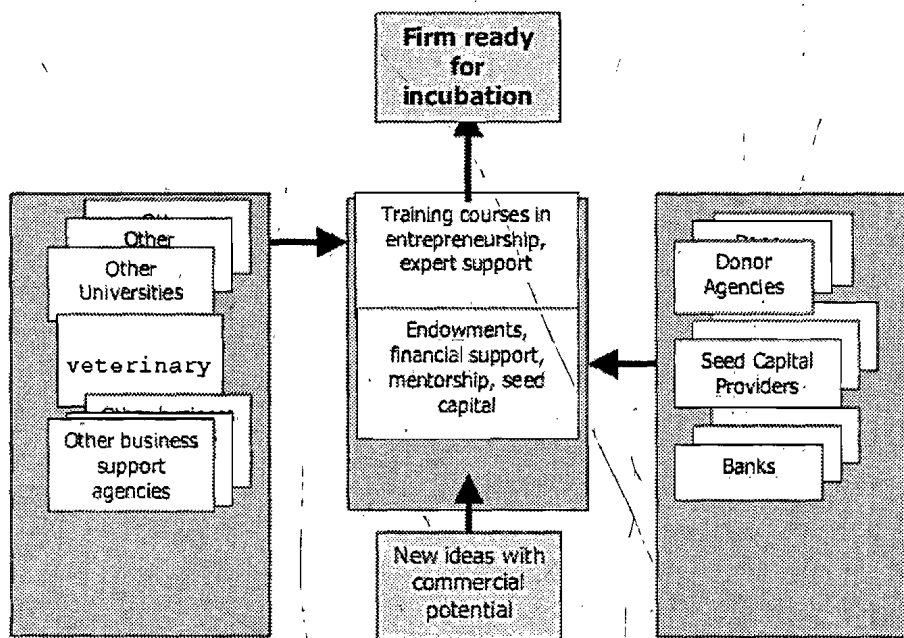 Firm ready
for
incubation
Other
Other
Universities
veterinary
Other business
support
agencies
Training courses in
entrepreneurship,
expert support
Endowments,
financial support,
mentorship, seed
capital
New ideas with
commercial
potential
Donor
Agencies
Seed Capital
Providers
Banks